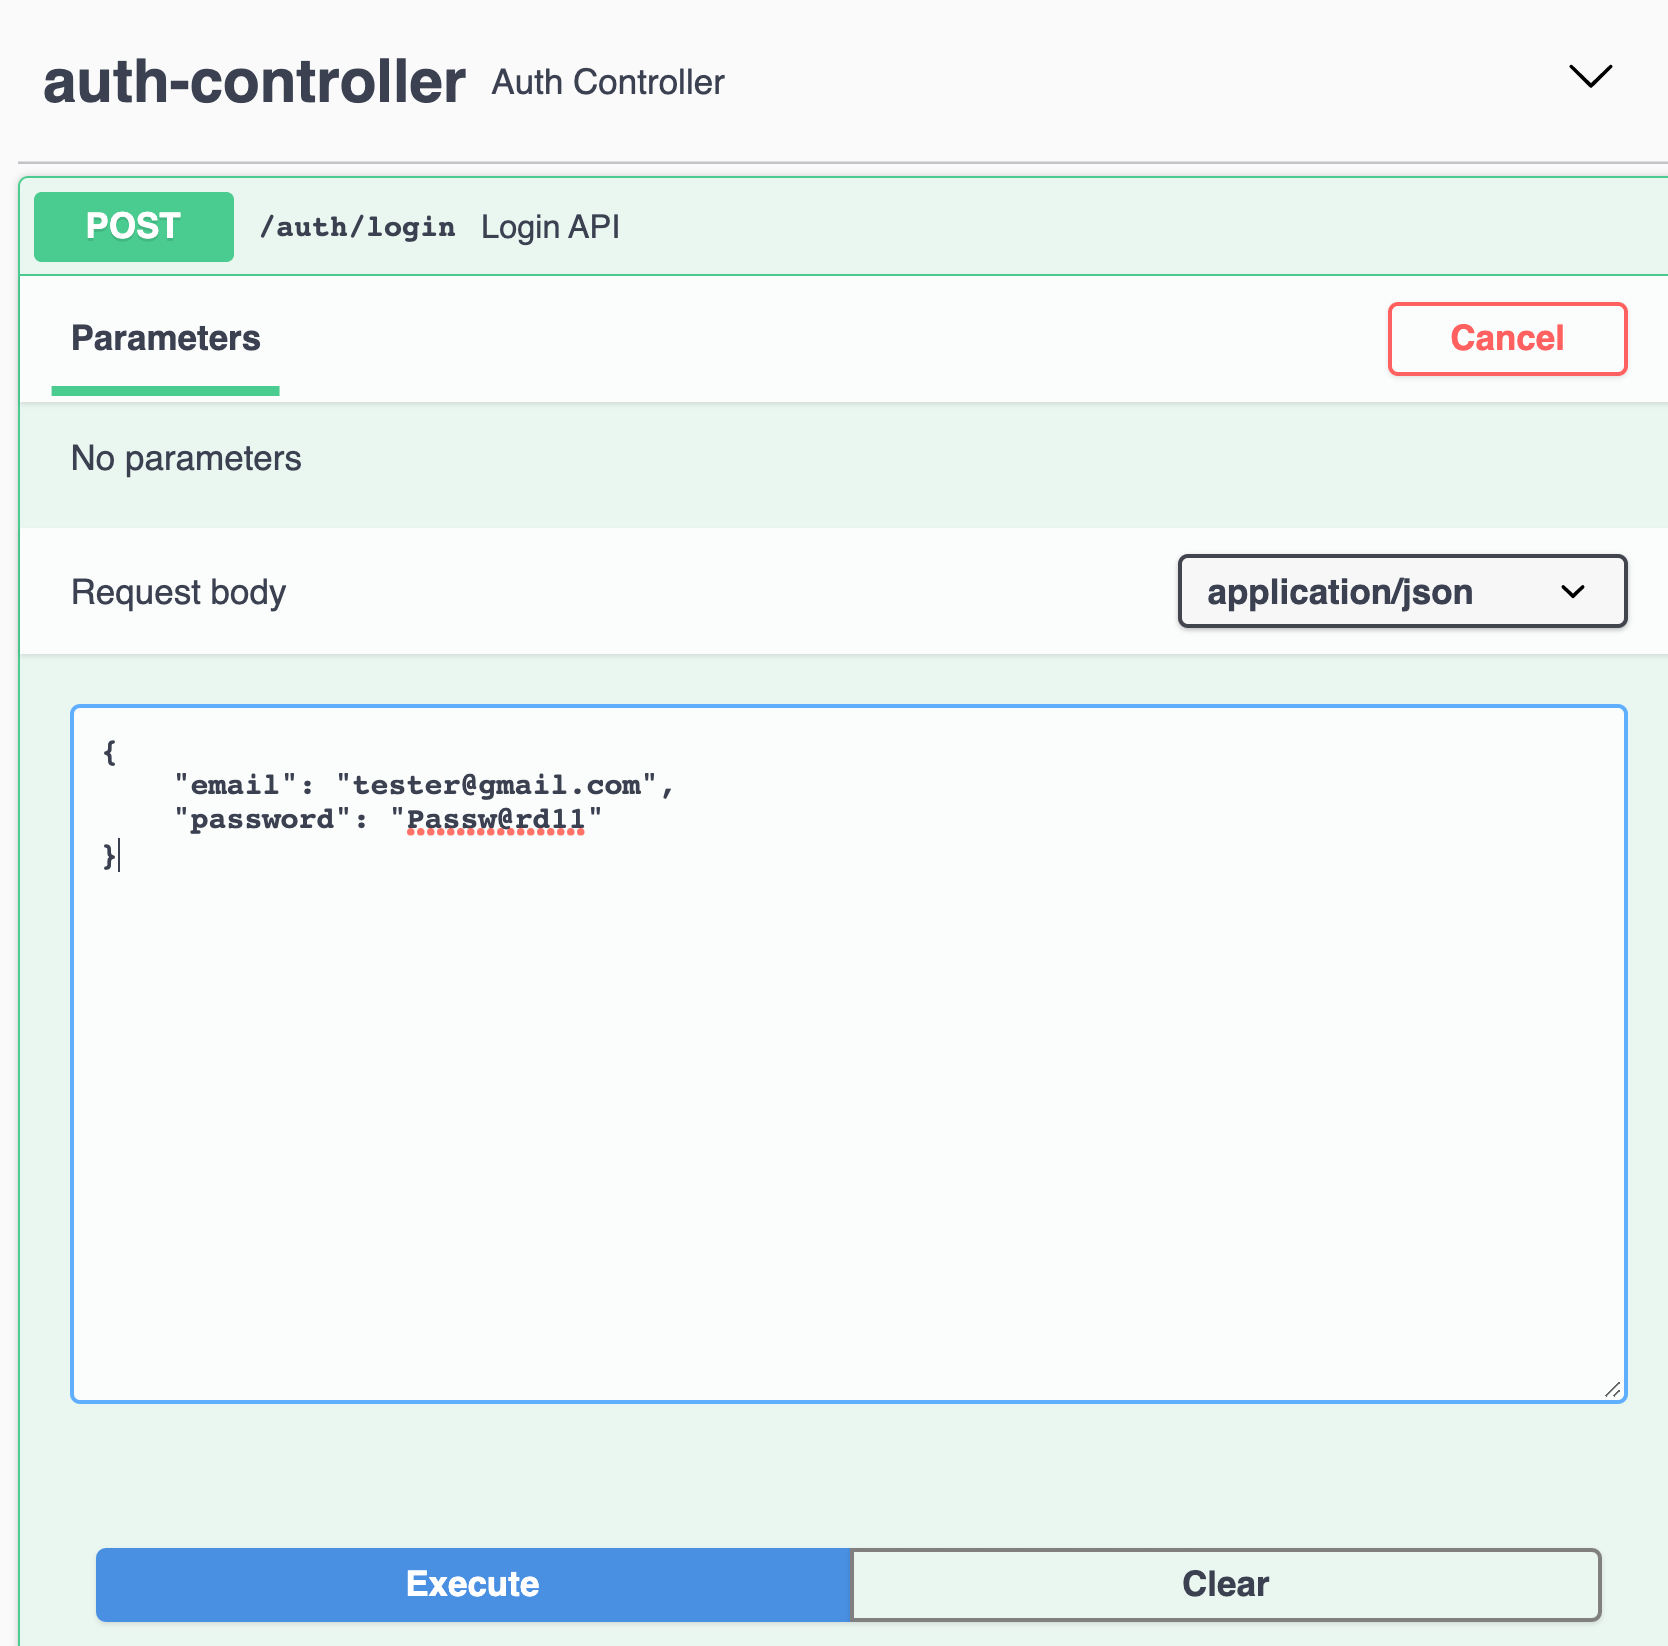 auth-controller Auth Controller
POST /auth/login Login API
Parameters Cancel
No parameters
Request body application/json
{
"email": "tester@gmail.com",
"password": "Passw@rd11"
}
Execute Clear